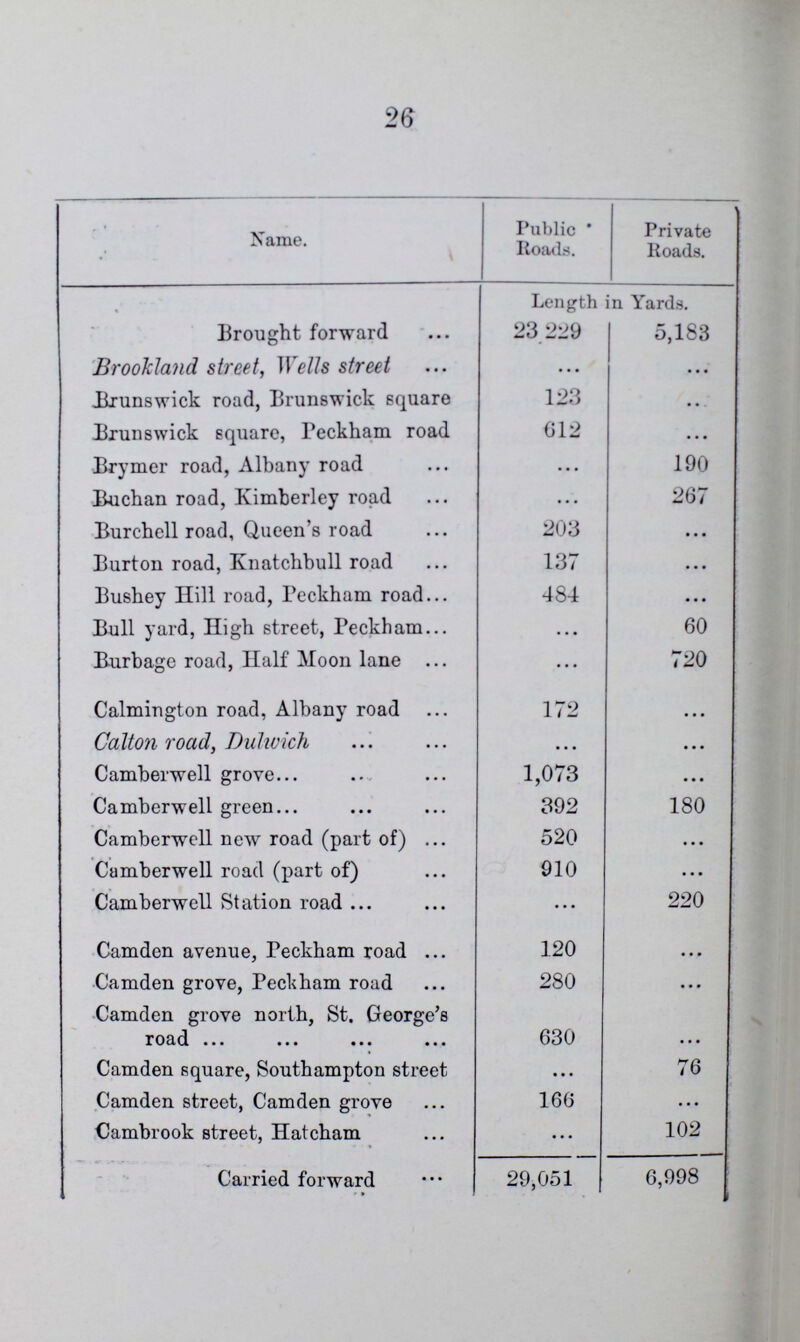 26
Name. Public Roads. Private Roads.
Length in Yards.
Brought forward ... 23 229 5,183
Brookland street, Wells street ... ... ...
Brunswick road, Brunswick square 123 ..
Brunswick square, Peckham road 612 ...
Brymer road, Albany road ... ... 190
Buchan road, Kimberley road ... ... 267
Burchell road, Queen's road ... 203 ...
Burton road, Knatchbull road ... 137 ...
Bushey Hill road, Peckham road... 484 ...
Bull yard, High street, Peckham... ... 60
Burbage road, Half Moon lane ... ... 720
Calmington road, Albany road ... 172 ...
Calton road, Dulwich ... ... ... ...
Camberwell grove... ... ... 1,073 ...
Camberwell green... ... ... 392 180
Camberwell new road (part of) ... 520 ...
Camberwell road (part of) ... 910 ...
Camberwell Station road ... ... ... 220
Camden avenue, Peckham road ... 120 ...
Camden grove, Peckham road ... 280 ...
Camden grove north, St. George's
road ... ... ... ... 630 ...
Camden square, Southampton street ... 76
Camden street, Camden grove ... 166 ...
Cambrook street, Hatcham ... ... 102
Carried forward ... 29,051 6,998